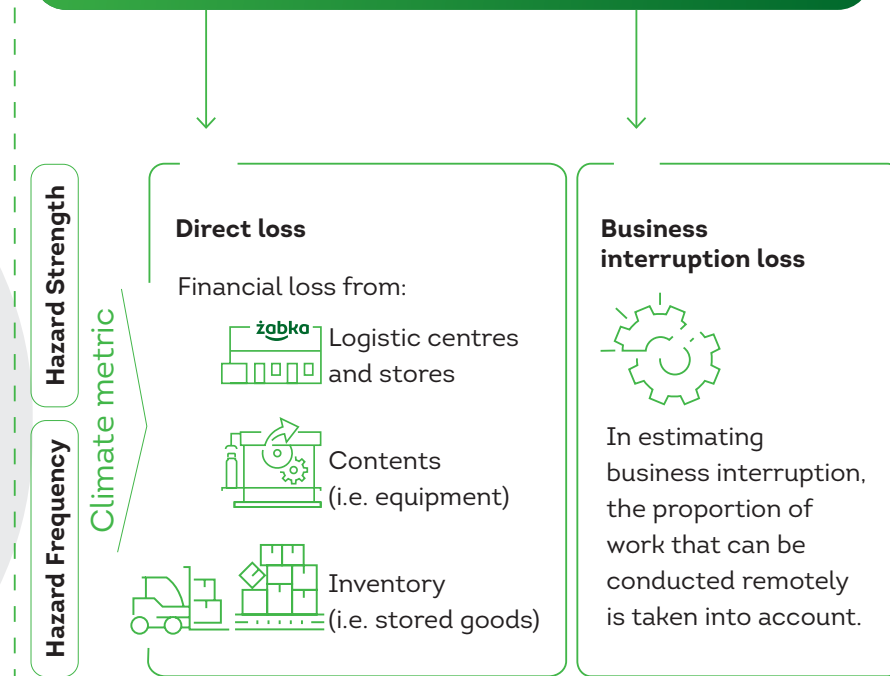 Hazard Strength
Hazard Frequency
Climate metric
Direct loss
Financial loss from:
żabka
Logistic centres
and stores
Contents
(i.e. equipment)
Inventory
(i.e. stored goods)
Business
interruption loss
In estimating
business interruption,
the proportion of
work that can be
conducted remotely
is taken into account.